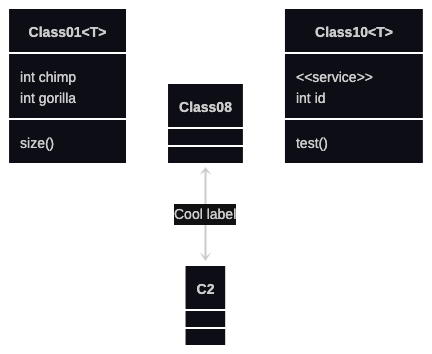 Class01<T>
int chimp
int gorilla
size()
Class08
Class10<T>
<<service>>
int id
test()
Cool label
C2